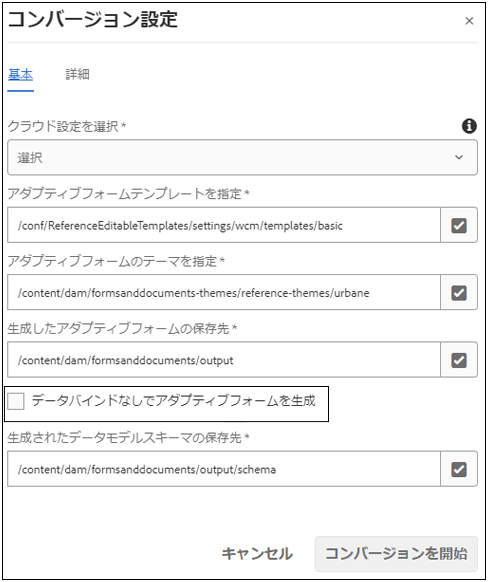 コンバージョン設定
基本 詳細
クラウド設定を選択*
選択
アダプティブフォームテンプレートを指定*
/conf/ReferenceEditableTemplates/settings/wcm/templates/basic
アダプティブフォームのテーマを指定*
/content/dam/formsanddocuments-themes/reference-themes/urbane
生成したアダプティブフォームの保存先*
/content/dam/formsanddocuments/output
データバインドなしでアダプティブフォームを生成
生成されたデータモデルスキーマの保存先*
/content/dam/formsanddocuments/output/schema
キャンセル コンバージョンを開始